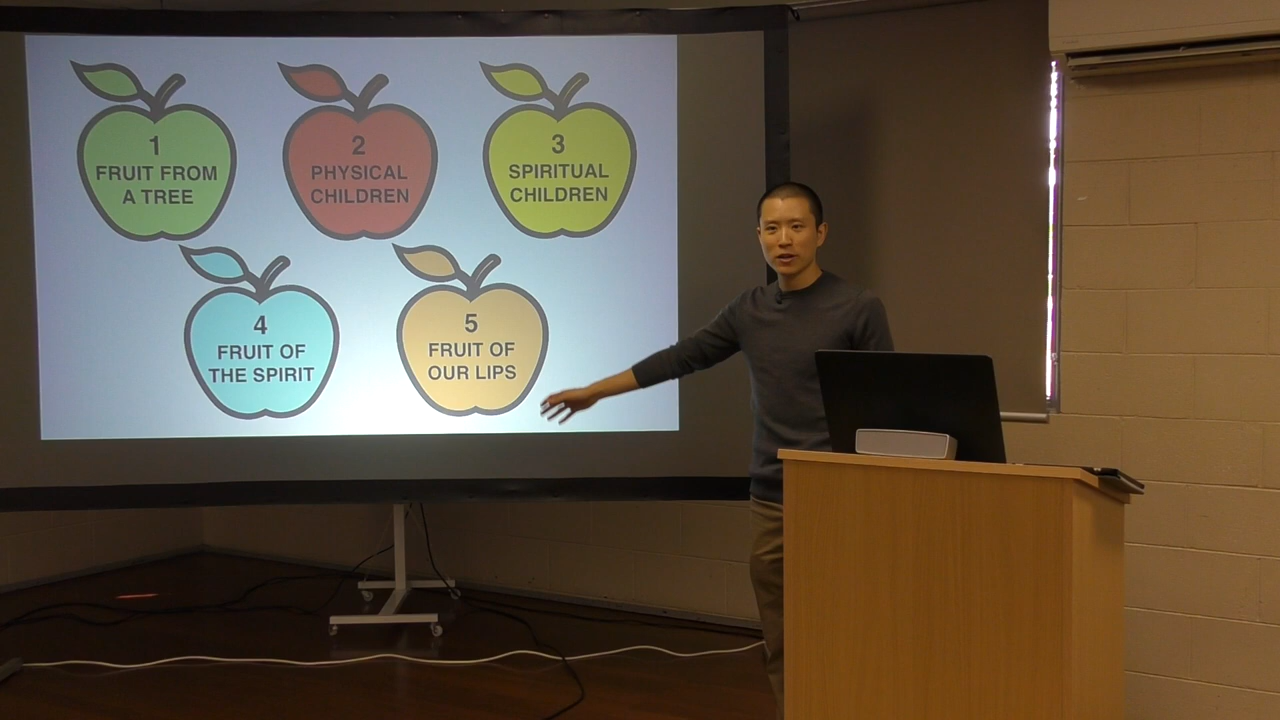 1
FRUIT FROM
A TREE
2
PHYSICAL
CHILDREN
3
SPIRITUAL
CHILDREN
4
FRUIT OF
THE SPIRIT
5
FRUIT OF
OUR LIPS